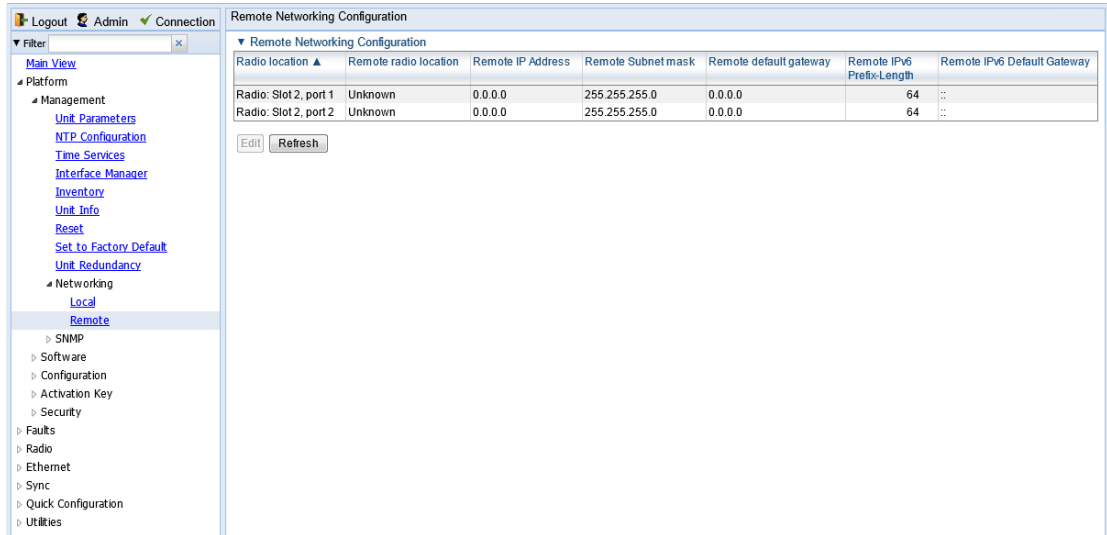 Logout Admin Connection
Remote Networking Configuration
Filter
Remote Networking Configuration
Main View
Platform
Management
Unit Parameters
NTP Configuration
Time Services
Interface Manager
Inventory
Unit Info
Reset
Set to Factory Default
Unit Redundancy
Networking
Local
Remote
SNMP
Software
Configuration
Activation Key
Security
Faults
Radio
Ethernet
Sync
Quick Configuration
Utilities
Radio location ▲ Remote radio location Remote IP Address Remote Subnet mask Remote default gateway Remote IPv6 Prefix-Length Remote IPv6 Default Gateway
Radio: Slot 2, port 1 Unknown 0.0.0.0 255.255.255.0 0.0.0.0 64 ::
Radio: Slot 2, port 2 Unknown 0.0.0.0 255.255.255.0 0.0.0.0 64 ::
Edit Refresh